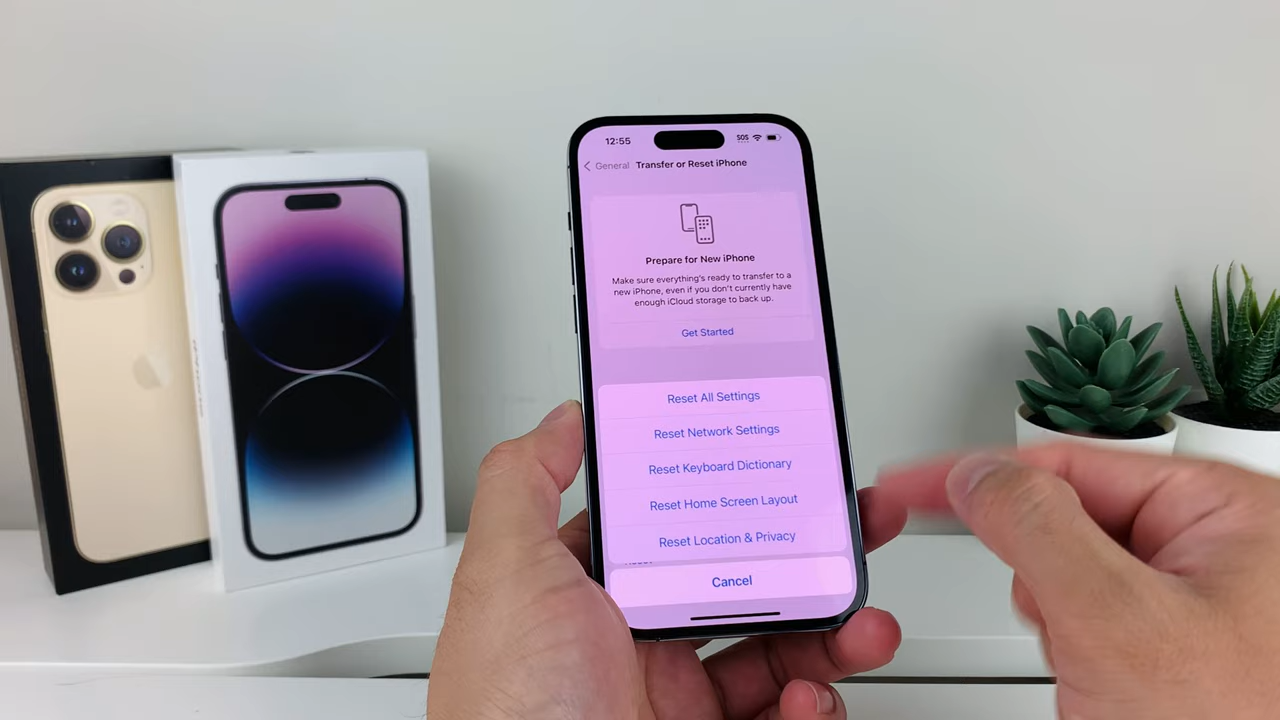 12:55
SOS
General
Transfer or Reset iPhone
Prepare for New iPhone
Make sure everything's ready to transfer to a
new iPhone, even if you don't currently have
enough iCloud storage to back up.
Get Started
Reset All Settings
Reset Network Settings
Reset Keyboard Dictionary
Reset Home Screen Layout
Reset Location & Privacy
Cancel